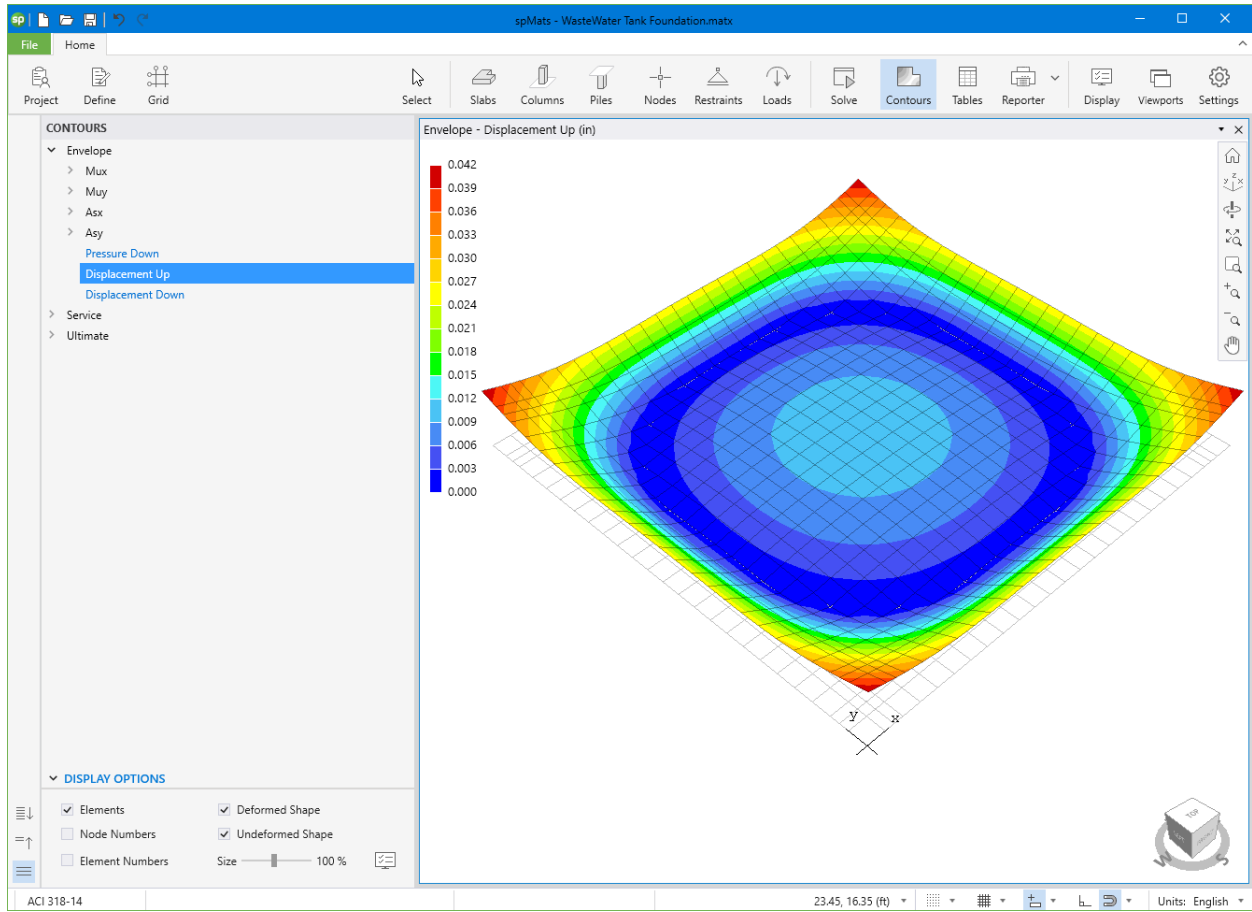 sp spMats - WasteWater Tank Foundation.matx
File Home
Project Define Grid Select Slabs Columns Piles Nodes Restraints Loads Solve Contours Tables Reporter Display Viewports Settings
CONTOURS
Envelope
Mux
Muy
Asx
Asy
Pressure Down
Displacement Up
Displacement Down
Service
Ultimate
DISPLAY OPTIONS
Elements Deformed Shape
Node Numbers Undeformed Shape
Element Numbers Size 100 %
Envelope - Displacement Up (in)
0.042
0.039
0.036
0.033
0.030
0.027
0.024
0.021
0.018
0.015
0.012
0.009
0.006
0.003
0.000
y x
y z x
TOP
S
ACI 318-14 23.45, 16.35 (ft) Units: English